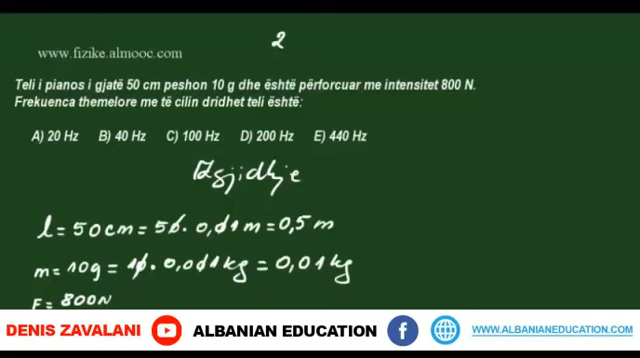 2
www.fizike.almooc.com
Teli i pianos i gjatë 50 cm peshon 10 g dhe është përforcuar me intensitet 800 N.
Frekuenca themelore me të cilin dridhet teli është:
A) 20 Hz B) 40 Hz C) 100 Hz D) 200 Hz E) 440 Hz
Zgjidhje
l = 50cm = 50 · 0,01 m = 0,5 m
m = 10g = 10 · 0,001 kg = 0,01 kg
F = 800N
DENIS ZAVALANI ALBANIAN EDUCATION WWW.ALBANIANEDUCATION.COM